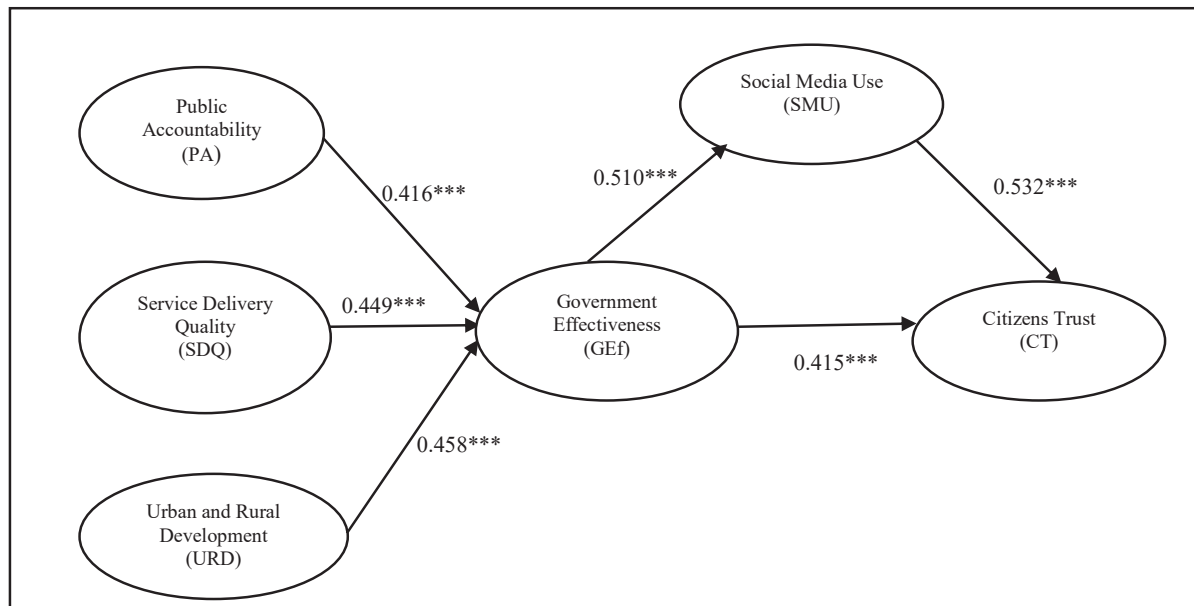 Social Media Use
(SMU)
Public
Accountability
(PA)
0.510***
0.532***
0.416***
Service Delivery
Quality
(SDQ)
0.449***
Government
Effectiveness
(GEf)
Citizens Trust
(CT)
0.415***
0.458***
Urban and Rural
Development
(URD)